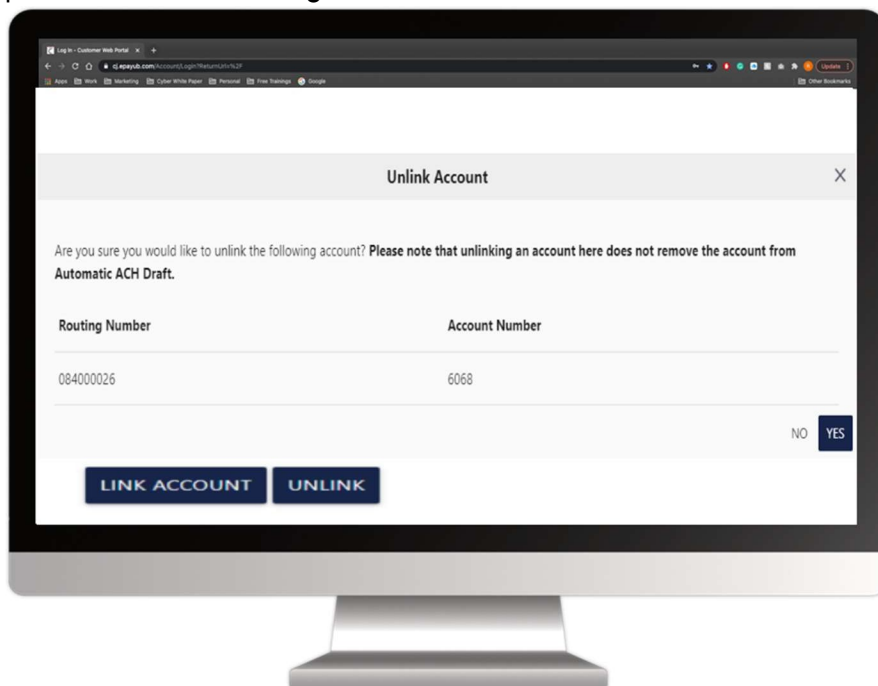 Log In - Customer Web Portal
cj.epayub.com/Account/Login?ReturnUrl=%2F
Update
Apps Work Marketing Cyber White Paper Personal Free Trainings Google Other Bookmarks
Unlink Account X
Are you sure you would like to unlink the following account? Please note that unlinking an account here does not remove the account from
Automatic ACH Draft.
Routing Number Account Number
084000026 6068
NO YES
LINK ACCOUNT UNLINK